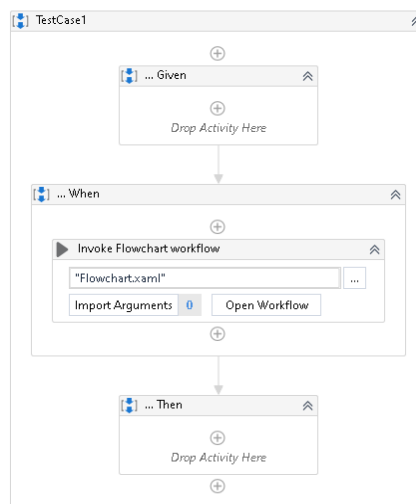 TestCase1
... Given
Drop Activity Here
... When
Invoke Flowchart workflow
"Flowchart.xaml"
...
Import Arguments 0 Open Workflow
... Then
Drop Activity Here